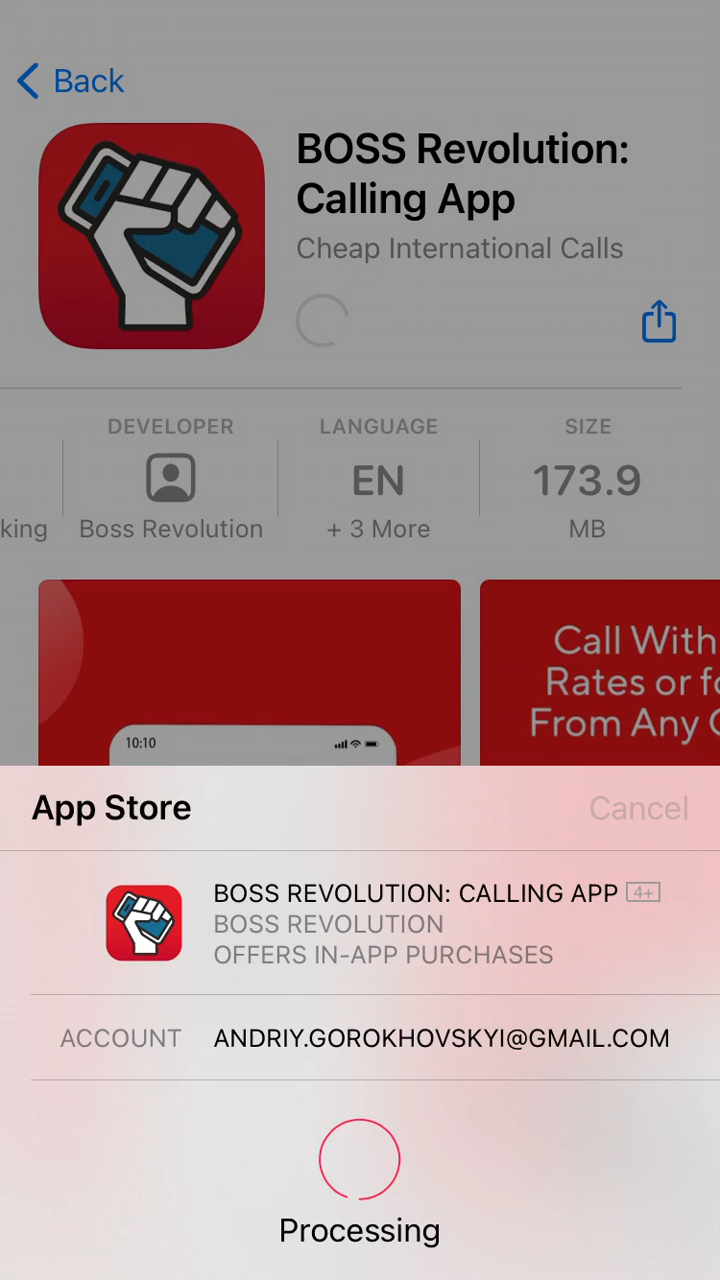 Back
BOSS Revolution:
Calling App
Cheap International Calls
DEVELOPER
LANGUAGE
SIZE
EN
173.9
king
Boss Revolution
+ 3 More
MB
Call With
Rates or fo
From Any C
10:10
App Store
Cancel
BOSS REVOLUTION: CALLING APP 4+
BOSS REVOLUTION
OFFERS IN-APP PURCHASES
ACCOUNT
ANDRIY.GOROKHOVSKYI@GMAIL.COM
Processing